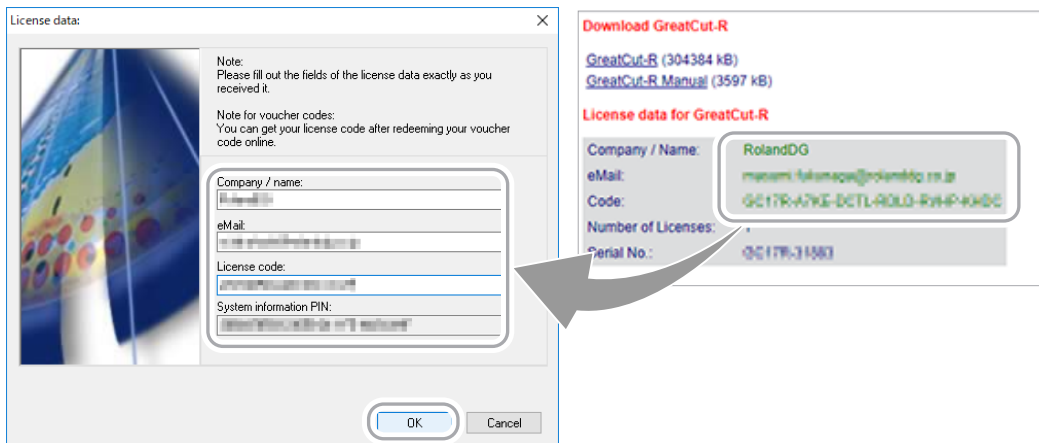 License data:
Note:
Please fill out the fields of the license data exactly as you
received it.
Note for voucher codes:
You can get your license code after redeeming your voucher
code online.
Company / name:
eMail:
License code:
System information PIN:
OK
Cancel
Download GreatCut-R
GreatCut-R (304384 kB)
GreatCut-R Manual (3597 kB)
License data for GreatCut-R
Company / Name: RolandDG
eMail:
Code:
Number of Licenses:
Serial No.: